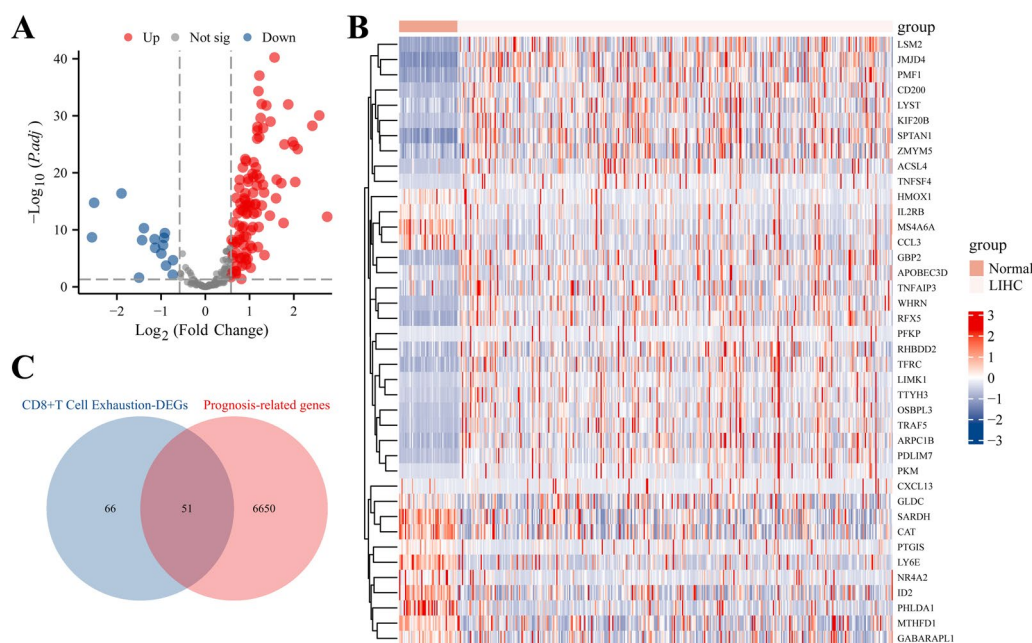 A
Up Not sig Down
40
30
20
10
0
−Log10 (P.adj)
−2 −1 0 1 2
Log2 (Fold Change)
B
group
LSM2
JMJD4
PMF1
CD200
LYST
KIF20B
SPTAN1
ZMYM5
ACSL4
TNFSF4
HMOX1
IL2RB
MS4A6A
CCL3
GBP2
APOBEC3D
TNFAIP3
WHRN
RFX5
PFKP
RHBDD2
TFRC
LIMK1
TTYH3
OSBPL3
TRAF5
ARPC1B
PDLIM7
PKM
CXCL13
GLDC
SARDH
CAT
PTGIS
LY6E
NR4A2
ID2
PHLDA1
MTHFD1
GABARAPL1
group
Normal
LIHC
3
2
1
0
−1
−2
−3
C
CD8+T Cell Exhaustion-DEGs Prognosis-related genes
66 51 6650